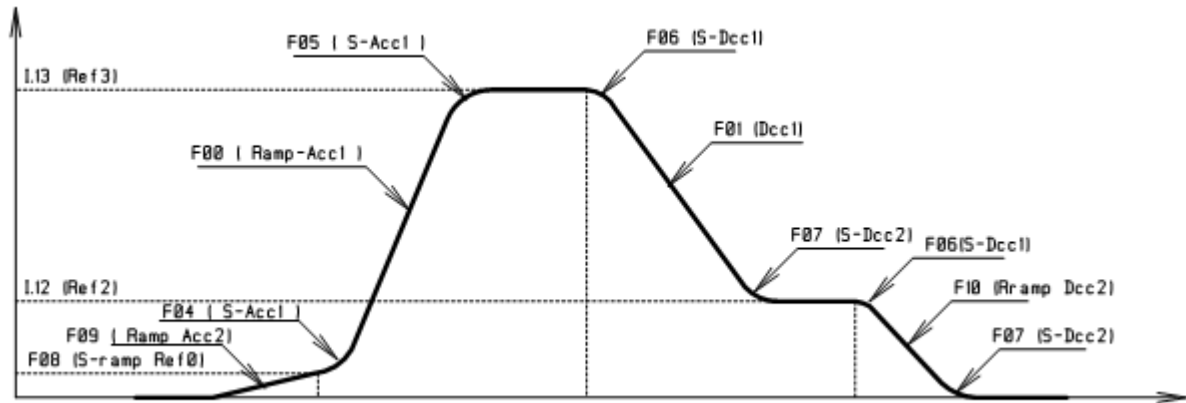 F05 ( S-Acc1 )
F06 (S-Dcc1)
I.13 (Ref3)
F01 (Dcc1)
F00 ( Ramp-Acc1 )
F07 (S-Dcc2)
F06(S-Dcc1)
I.12 (Ref2)
F10 (Rramp Dcc2)
F04 ( S-Acc1 )
F09 ( Ramp Acc2)
F07 (S-Dcc2)
F08 (S-ramp Ref0)